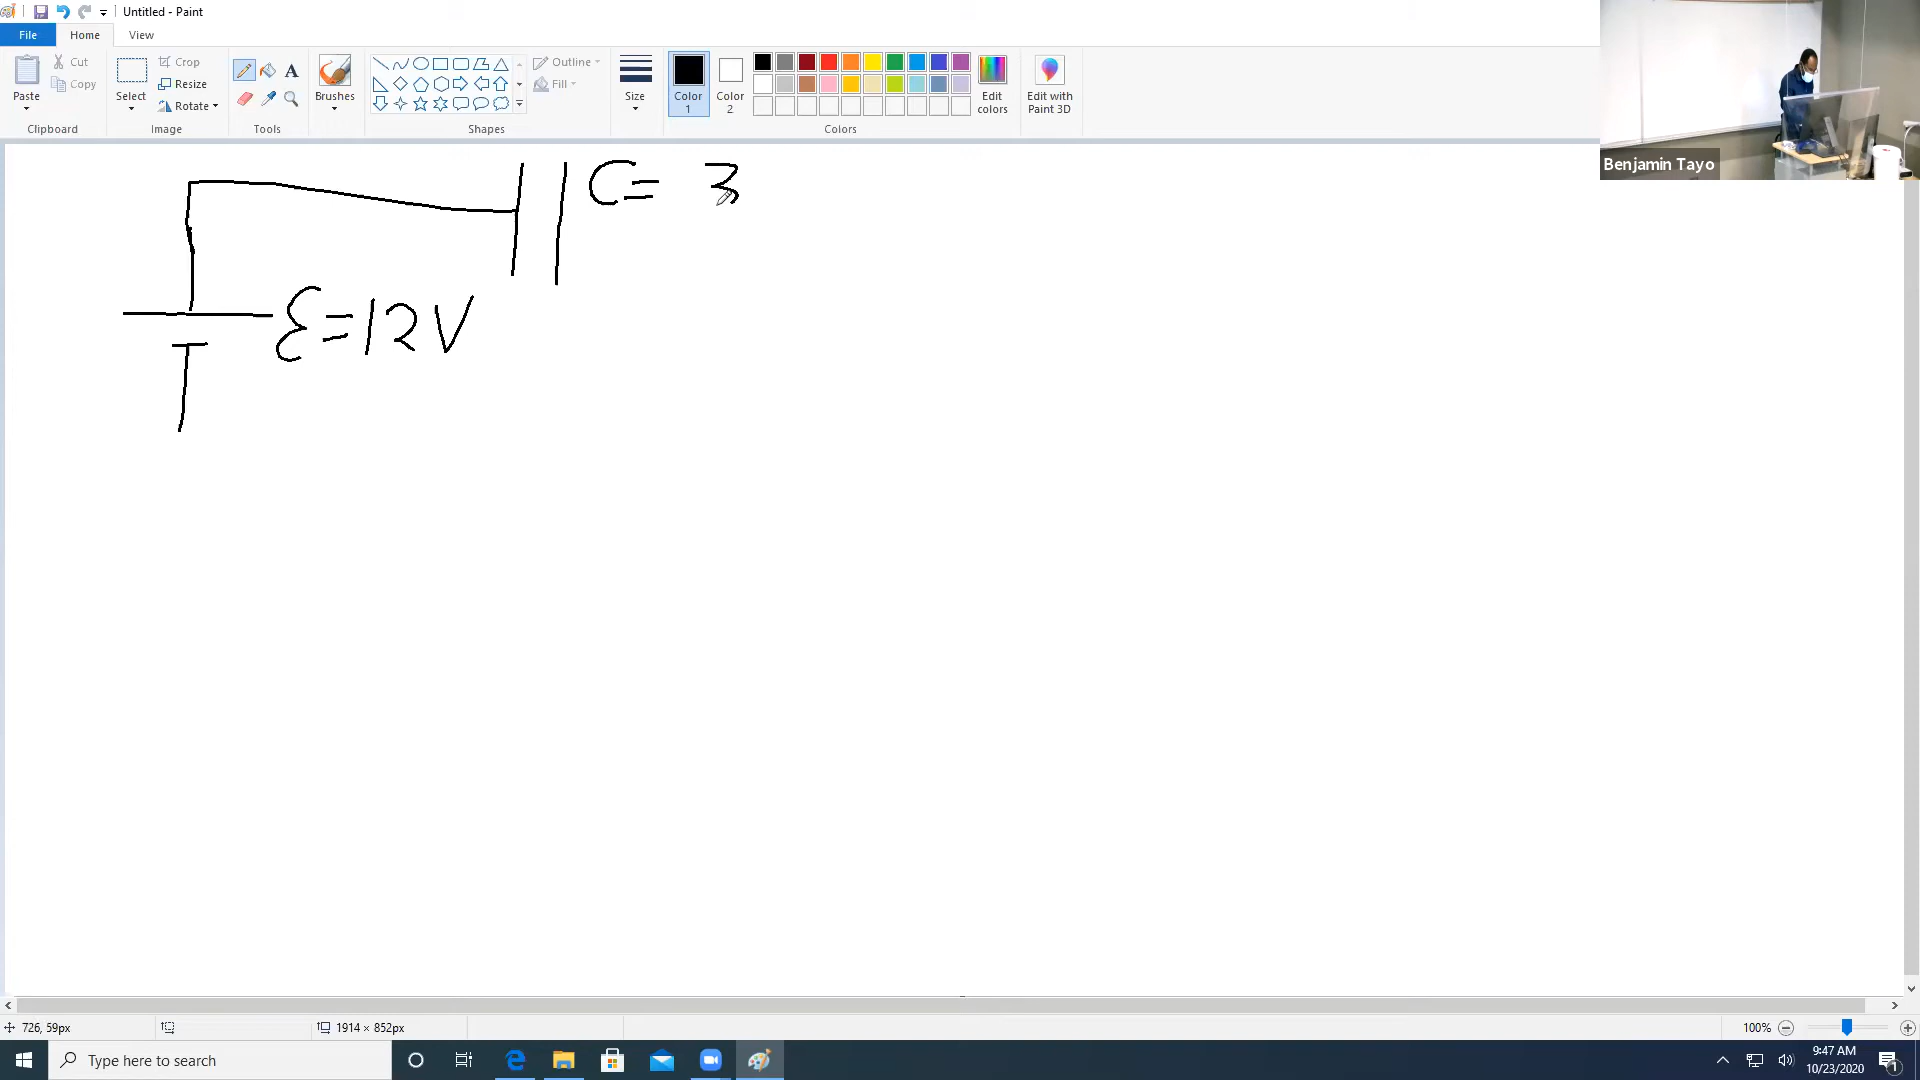 Untitled - Paint
File Home View
Paste Cut Copy
Select Crop Resize Rotate
Brushes
Outline Fill
Size
Color 1 Color 2
Edit colors
Edit with Paint 3D
Clipboard Image Tools Shapes Colors
Benjamin Tayo
C= 3
Ɛ=12V
726, 59px 1914 × 852px 100%
Type here to search
9:47 AM
10/23/2020
1